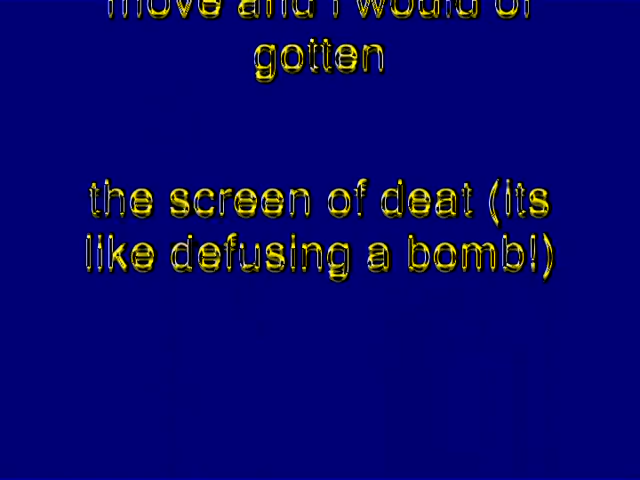 move and I would of
gotten
the screen of deat (its
like defusing a bomb!)